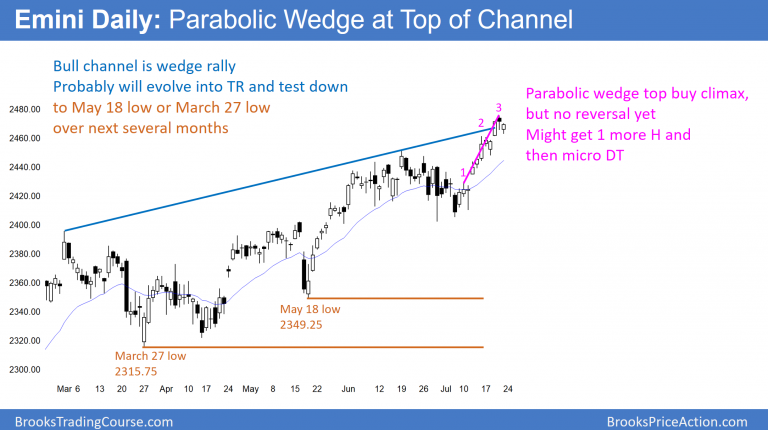 Emini Daily: Parabolic Wedge at Top of Channel
Bull channel is wedge rally
Probably will evolve into TR and test down
to May 18 low or March 27 low
over next several months
Parabolic wedge top buy climax,
but no reversal yet
Might get 1 more H and
then micro DT
3
2
1
2480.00
2460.00
2440.00
2420.00
2400.00
2380.00
2360.00
2340.00
2320.00
2300.00
May 18 low
2349.25
March 27 low
2315.75
Mar 6 13 20 27 Apr 10 17 24 May 8 15 22 Jun 12 19 26 Jul 10 17 24
BrooksTradingCourse.com
BrooksPriceAction.com